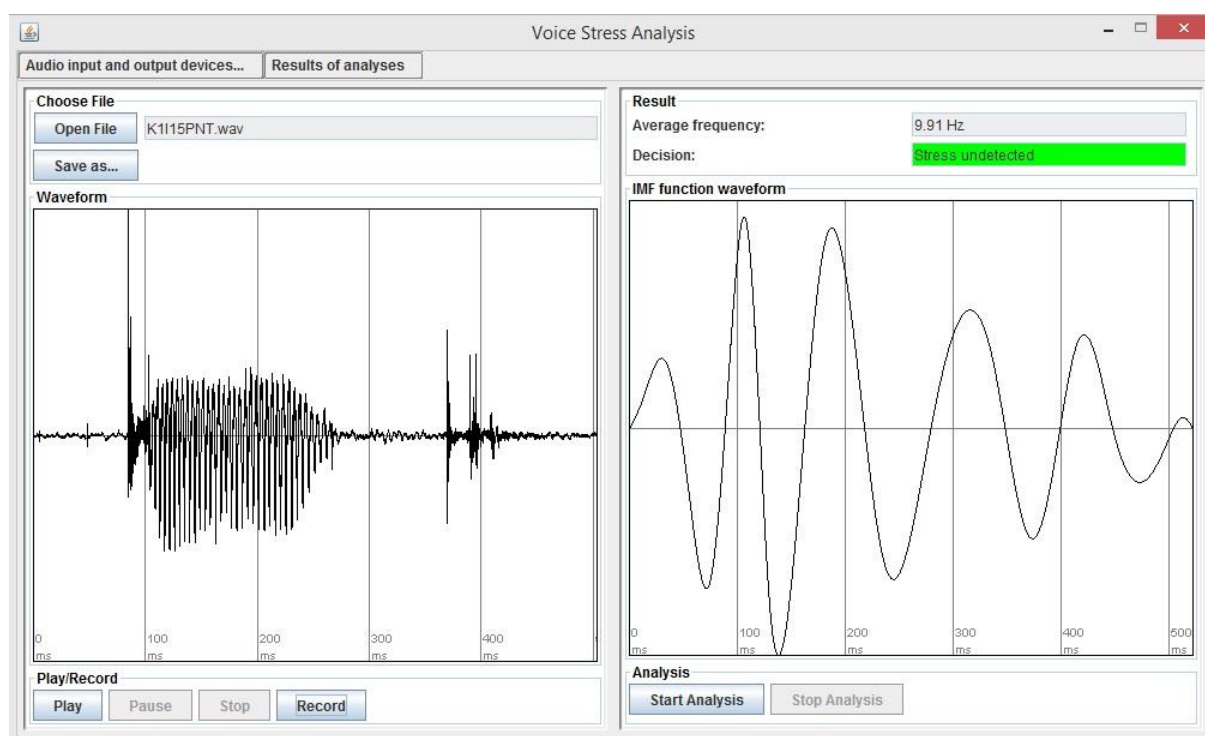 Voice Stress Analysis
Audio input and output devices... Results of analyses
Choose File
Open File K1I15PNT.wav
Save as...
Waveform
0 100 200 300 400
ms ms ms ms ms
Play/Record
Play Pause Stop Record
Result
Average frequency: 9.91 Hz
Decision: Stress undetected
IMF function waveform
0 100 200 300 400 500
ms ms ms ms ms ms
Analysis
Start Analysis Stop Analysis